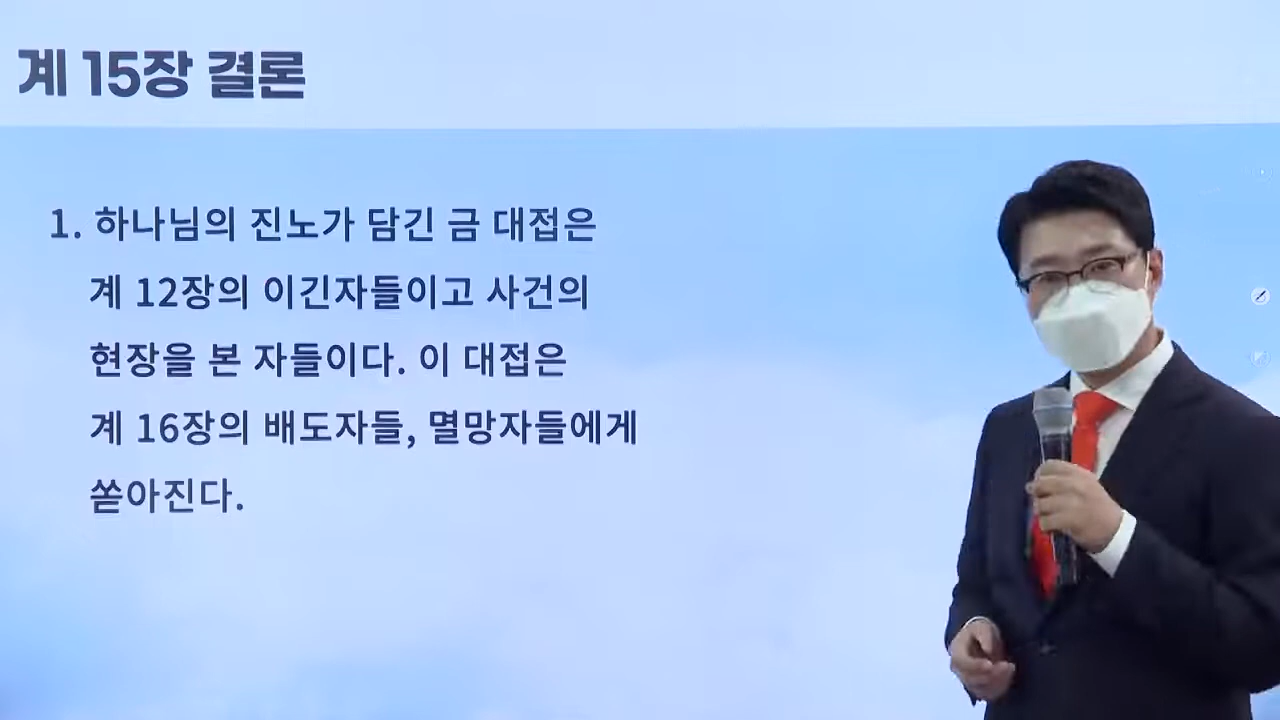 계 15장 결론
1. 하나님의 진노가 담긴 금 대접은
계 12장의 이긴자들이고 사건의
현장을 본 자들이다. 이 대접은
계 16장의 배도자들, 멸망자들에게
쏟아진다.